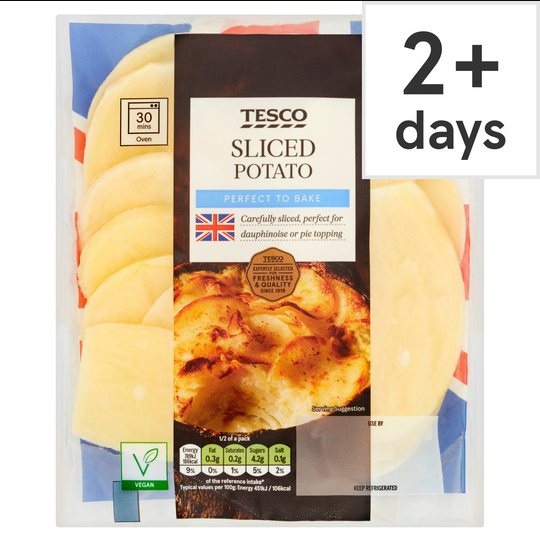 2+
days
30
mins
Oven
TESCO
SLICED
POTATO
PERFECT TO BAKE
Carefully sliced, perfect for
dauphinoise or pie topping
TESCO
EXPERTLY SELECTED
FOR
FRESHNESS
& QUALITY
SINCE 1919
Serving Suggestion
USE BY
1/2 of a pack
Energy Fat Saturates Sugars Salt
0.3g 0.2g 4.2g 0.1g
9% 0% 1% 5% 2%
of the reference intake*
Typical values per 100g: Energy 451kJ / 106kcal
VEGAN
KEEP REFRIGERATED